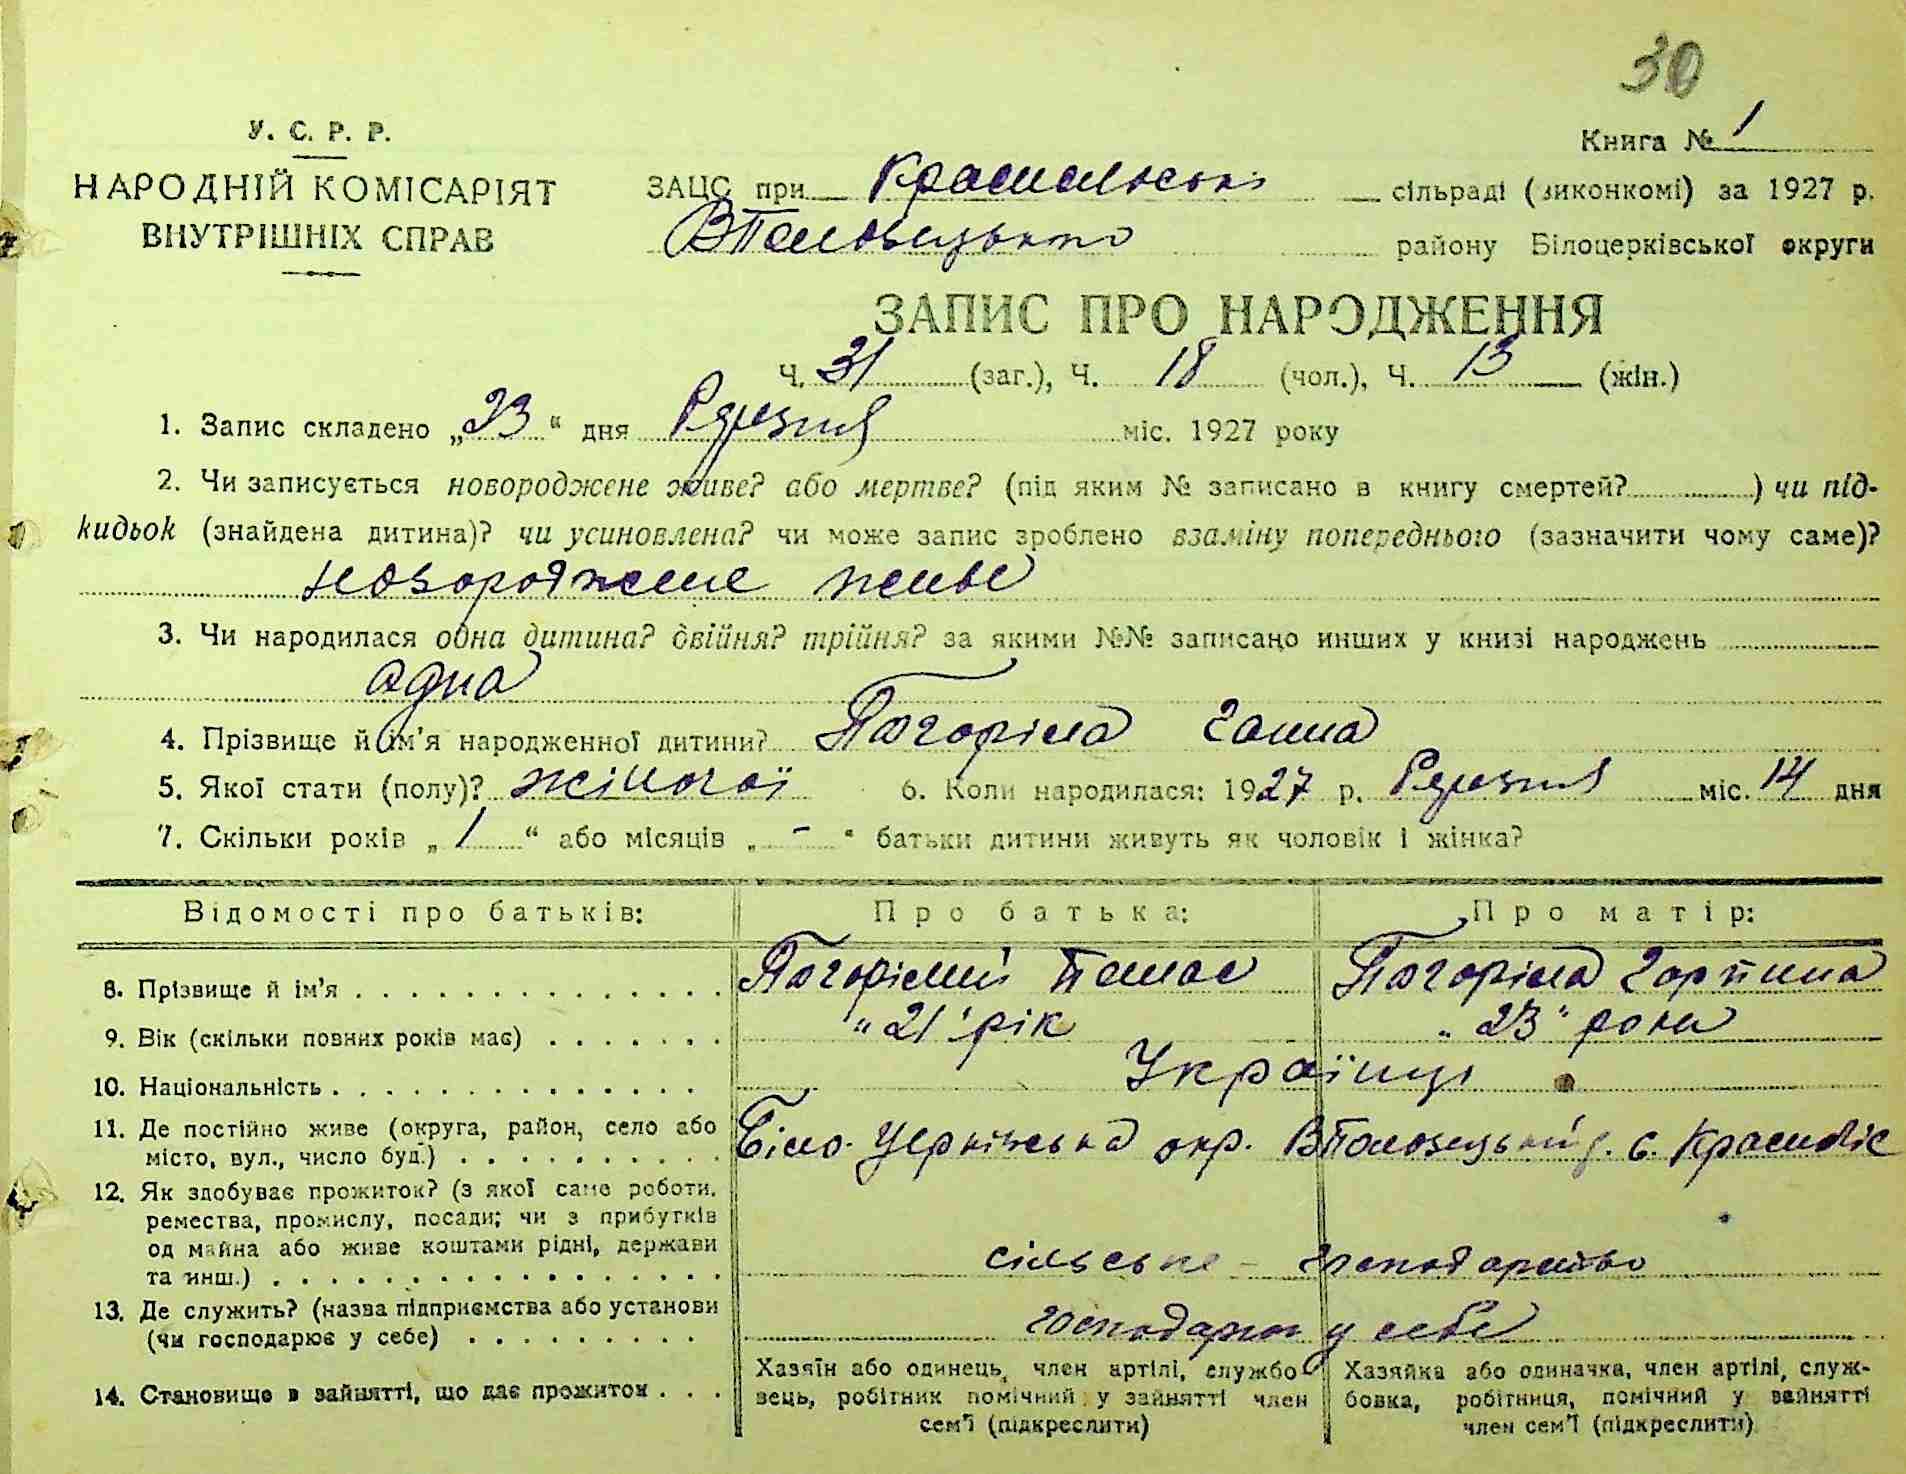 30
У. С. Р. Р.
Книга № 1
НАРОДНІЙ КОМІСАРІЯТ
ВНУТРІШНІХ СПРАВ
ЗАЦС при Красилській сільраді (виконкомі) за 1927 р.
ВПоловецького району Білоцерківської округи
ЗАПИС ПРО НАРОДЖЕННЯ
Ч. 31 (заг.), Ч. 18 (чол.), Ч. 13 (жін.)
1. Запис складено „23“ дня міс. 1927 року
2. Чи записується новороджене живе? або мертве? (під яким № записано в книгу смертей? ) чи під-
кидьок (знайдена дитина)? чи усиновлена? чи може запис зроблено взаміну попереднього (зазначити чому саме)?
новороджене живе
3. Чи народилася одна дитина? двійня? трійня? за якими №№ записано инших у книзі народжень
одна
4. Прізвище й ім'я народженної дитини? Погоріла Ганна
5. Якої стати (полу)? жіночої 6. Коли народилася: 1927 р. міс. 14 дня
7. Скільки років „1“ або місяців „-“ батьки дитини живуть як чоловік і жінка?
Відомості про батьків: Про батька: Про матір:
8. Прізвище й ім'я Погорілий Панас Погоріла Горпина
9. Вік (скільки повних років має) „21“ рік „23“ роки
10. Національність Українці
11. Де постійно живе (округа, район, село або
місто, вул., число буд.) Біло-Церківська окр. ВПоловецький р. с. Красиліс
12. Як здобуває прожиток? (з якої саме роботи,
ремества, промислу, посади; чи з прибутків
од майна або живе коштами рідні, держави
та инш.) сільське - господарство
13. Де служить? (назва підприємства або установи
(чи господарює у себе) господарює у себе
14. Становище в зайнятті, що дає прожиток
Хазяїн або одинець, член артілі, службо-
вець, робітник помічний у зайнятті член
сем'ї (підкреслити)
Хазяйка або одиначка, член артілі, служ-
бовка, робітниця, помічний у зайнятті
член сем'ї (підкреслити)